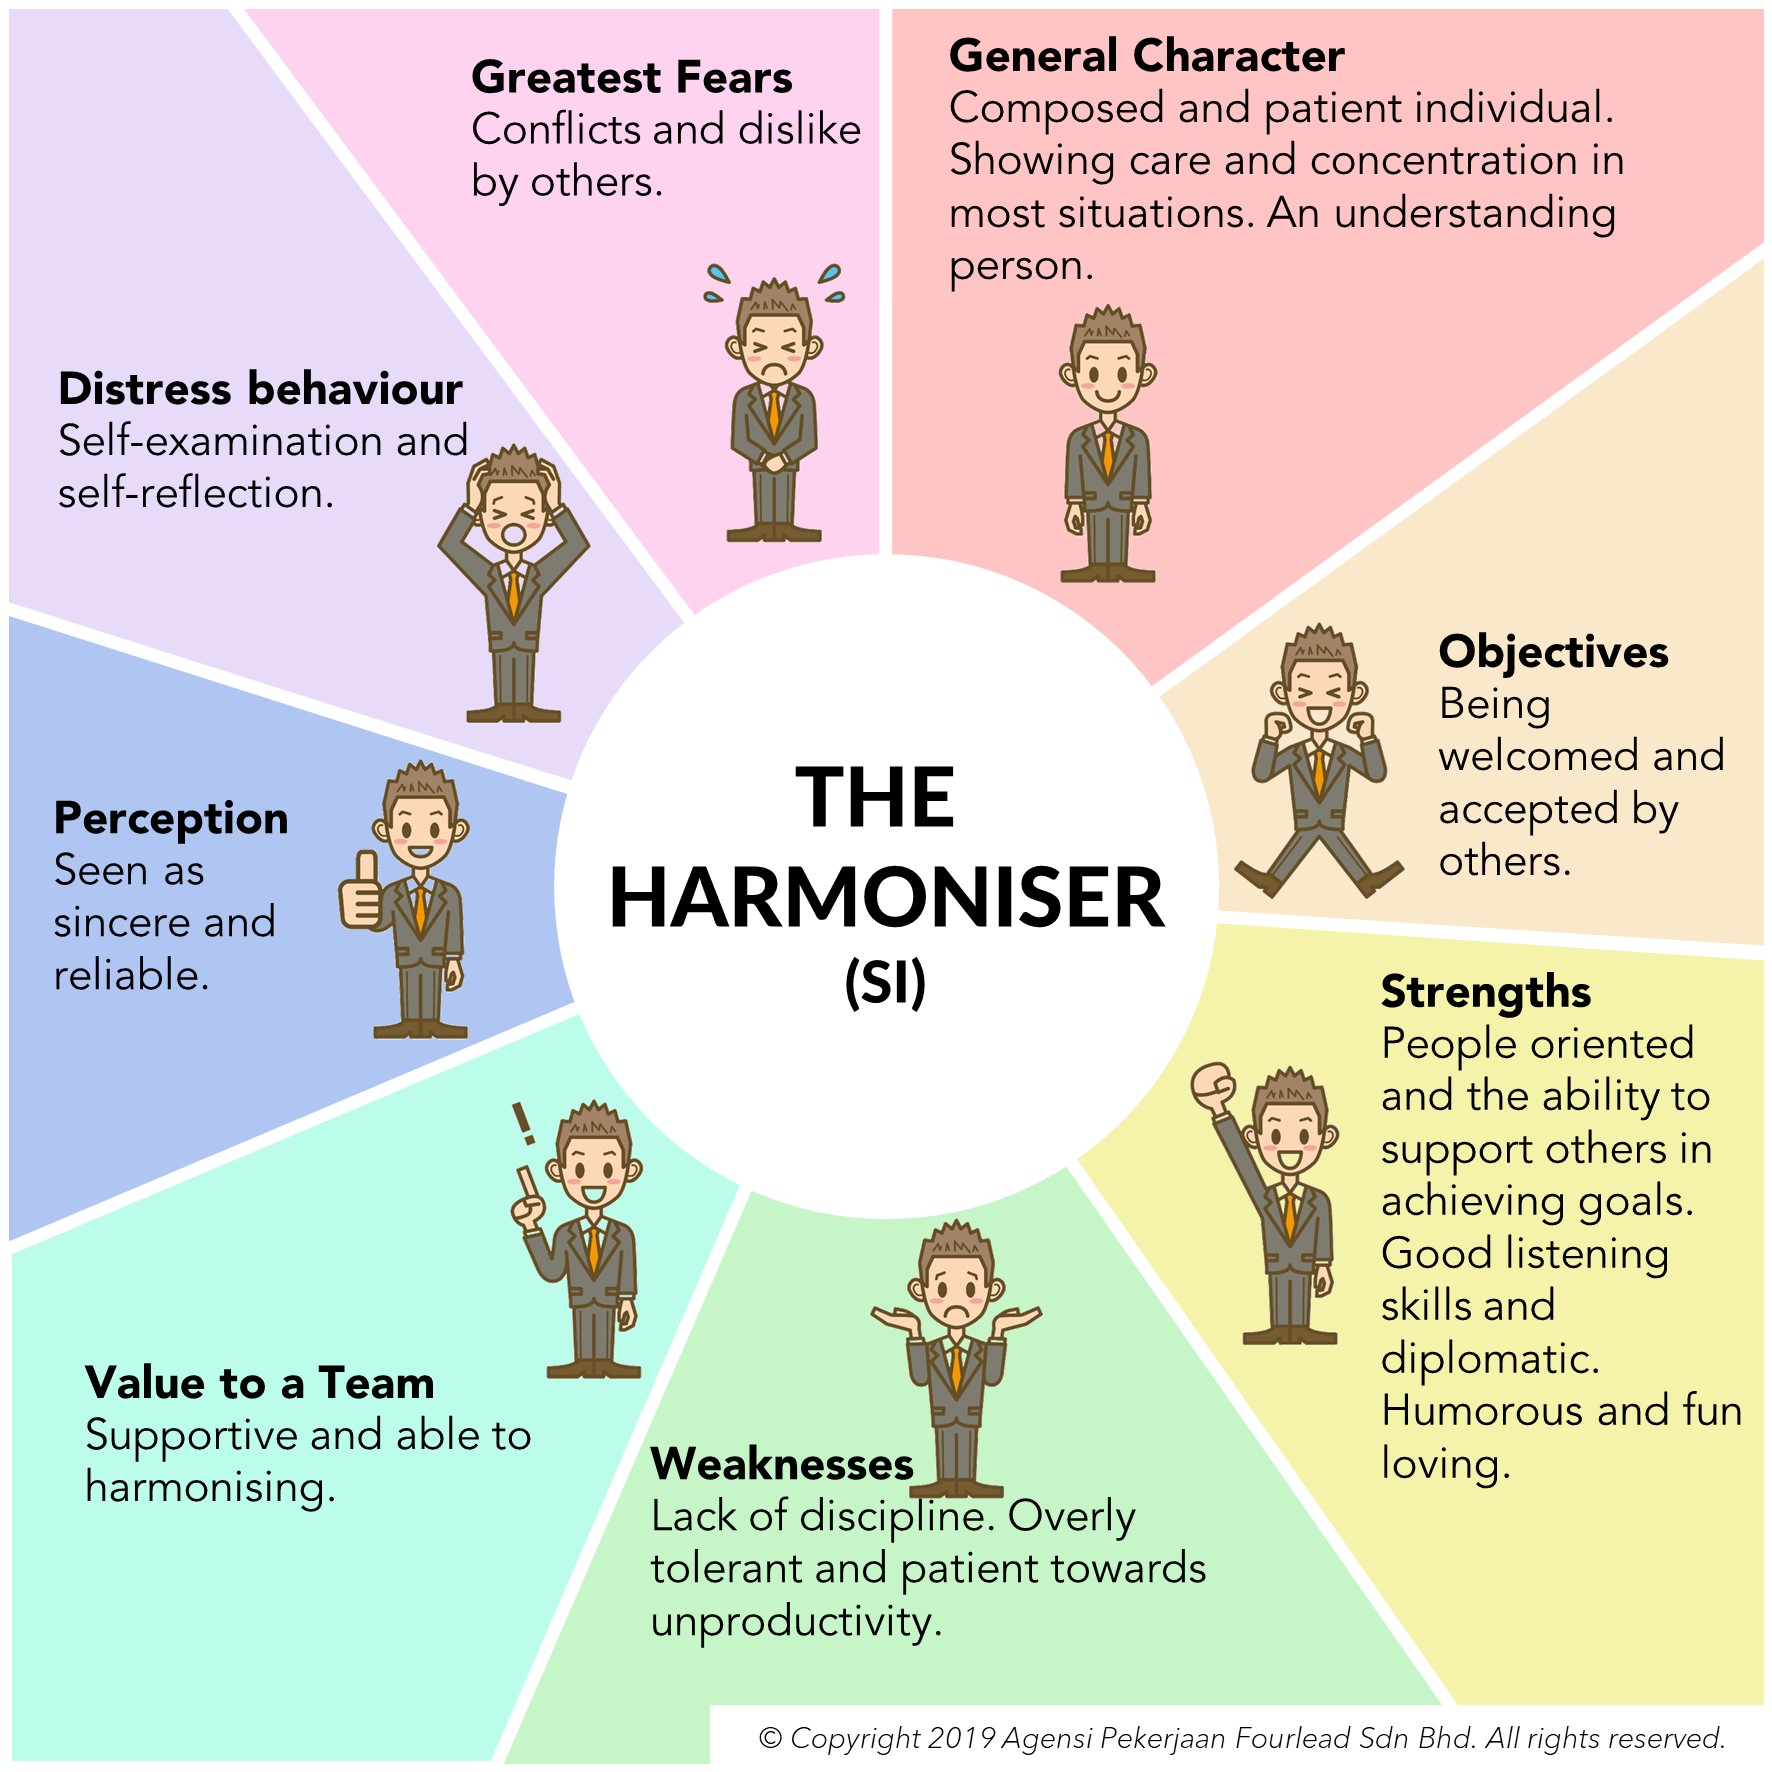 Greatest Fears
Conflicts and dislike
by others.
General Character
Composed and patient individual.
Showing care and concentration in
most situations. An understanding
person.
Distress behaviour
Self-examination and
self-reflection.
Objectives
Being
welcomed and
accepted by
others.
THE
HARMONISER
(SI)
Perception
Seen as
sincere and
reliable.
Strengths
People oriented
and the ability to
support others in
achieving goals.
Good listening
skills and
diplomatic.
Humorous and fun
loving.
!
Value to a Team
Supportive and able to
harmonising.
Weaknesses
Lack of discipline. Overly
tolerant and patient towards
unproductivity.
© Copyright 2019 Agensi Pekerjaan Fourlead Sdn Bhd. All rights reserved.